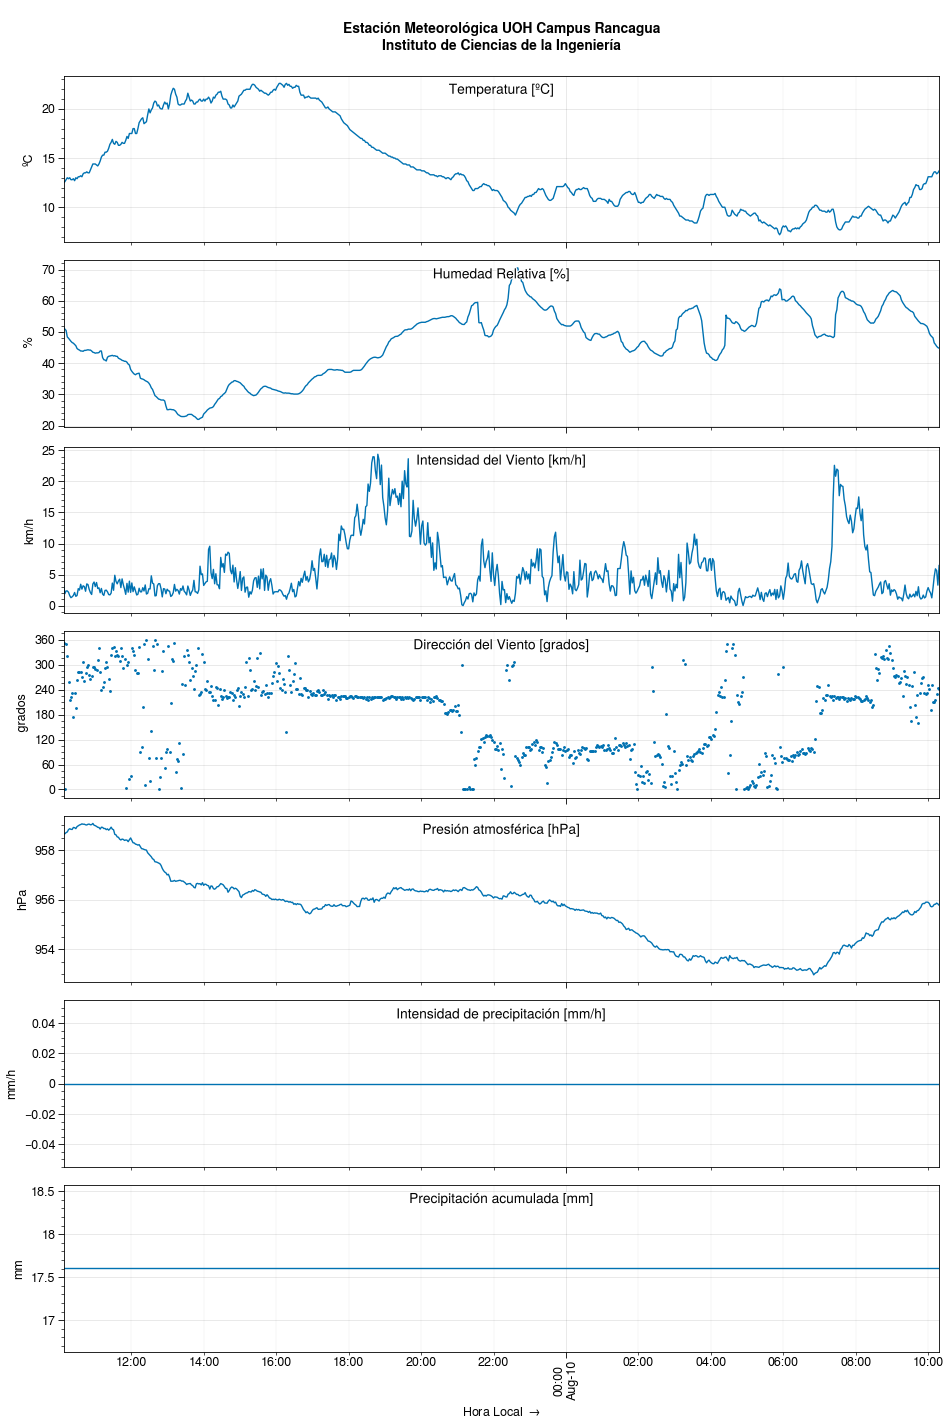 Estación Meteorológica UOH Campus Rancagua
Instituto de Ciencias de la Ingeniería
Temperatura [ºC]
ºC
20
15
10
Humedad Relativa [%]
%
70
60
50
40
30
20
Intensidad del Viento [km/h]
km/h
25
20
15
10
5
0
Dirección del Viento [grados]
grados
360
300
240
180
120
60
0
Presión atmosférica [hPa]
hPa
958
956
954
Intensidad de precipitación [mm/h]
mm/h
0.04
0.02
0
−0.02
−0.04
Precipitación acumulada [mm]
mm
18.5
18
17.5
17
12:00 14:00 16:00 18:00 20:00 22:00 00:00 02:00 04:00 06:00 08:00 10:00
Aug-10
Hora Local →